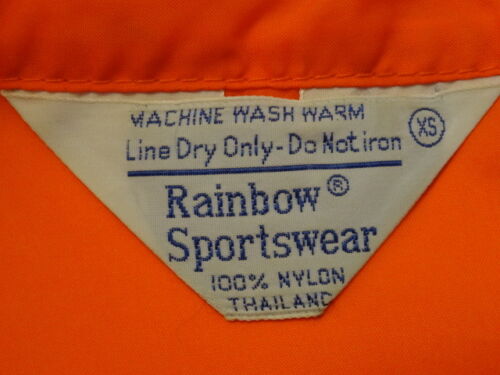 MACHINE WASH WARM
Line Dry Only - Do Not iron
XS
Rainbow®
Sportswear
100% NYLON
THAILAND